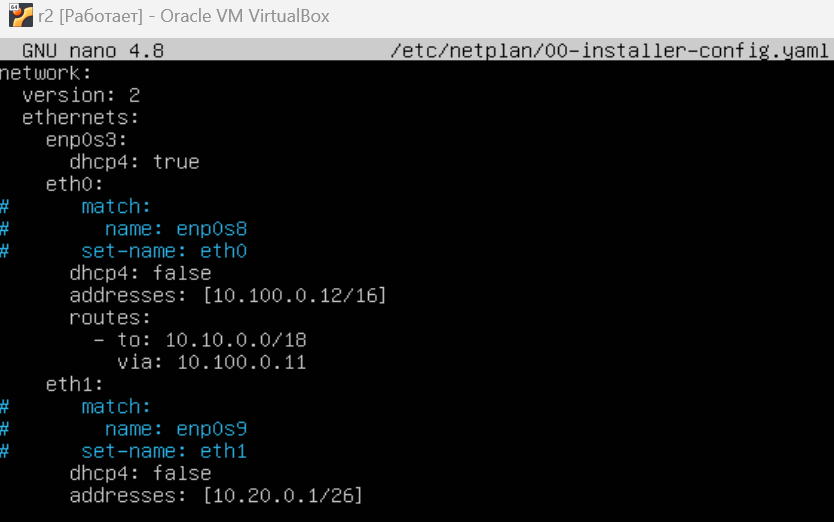 r2 [Работает] - Oracle VM VirtualBox
GNU nano 4.8 /etc/netplan/00-installer-config.yaml
network:
  version: 2
  ethernets:
    enp0s3:
      dhcp4: true
    eth0:
#      match:
#        name: enp0s8
#      set-name: eth0
      dhcp4: false
      addresses: [10.100.0.12/16]
      routes:
        - to: 10.10.0.0/18
          via: 10.100.0.11
    eth1:
#      match:
#        name: enp0s9
#      set-name: eth1
      dhcp4: false
      addresses: [10.20.0.1/26]